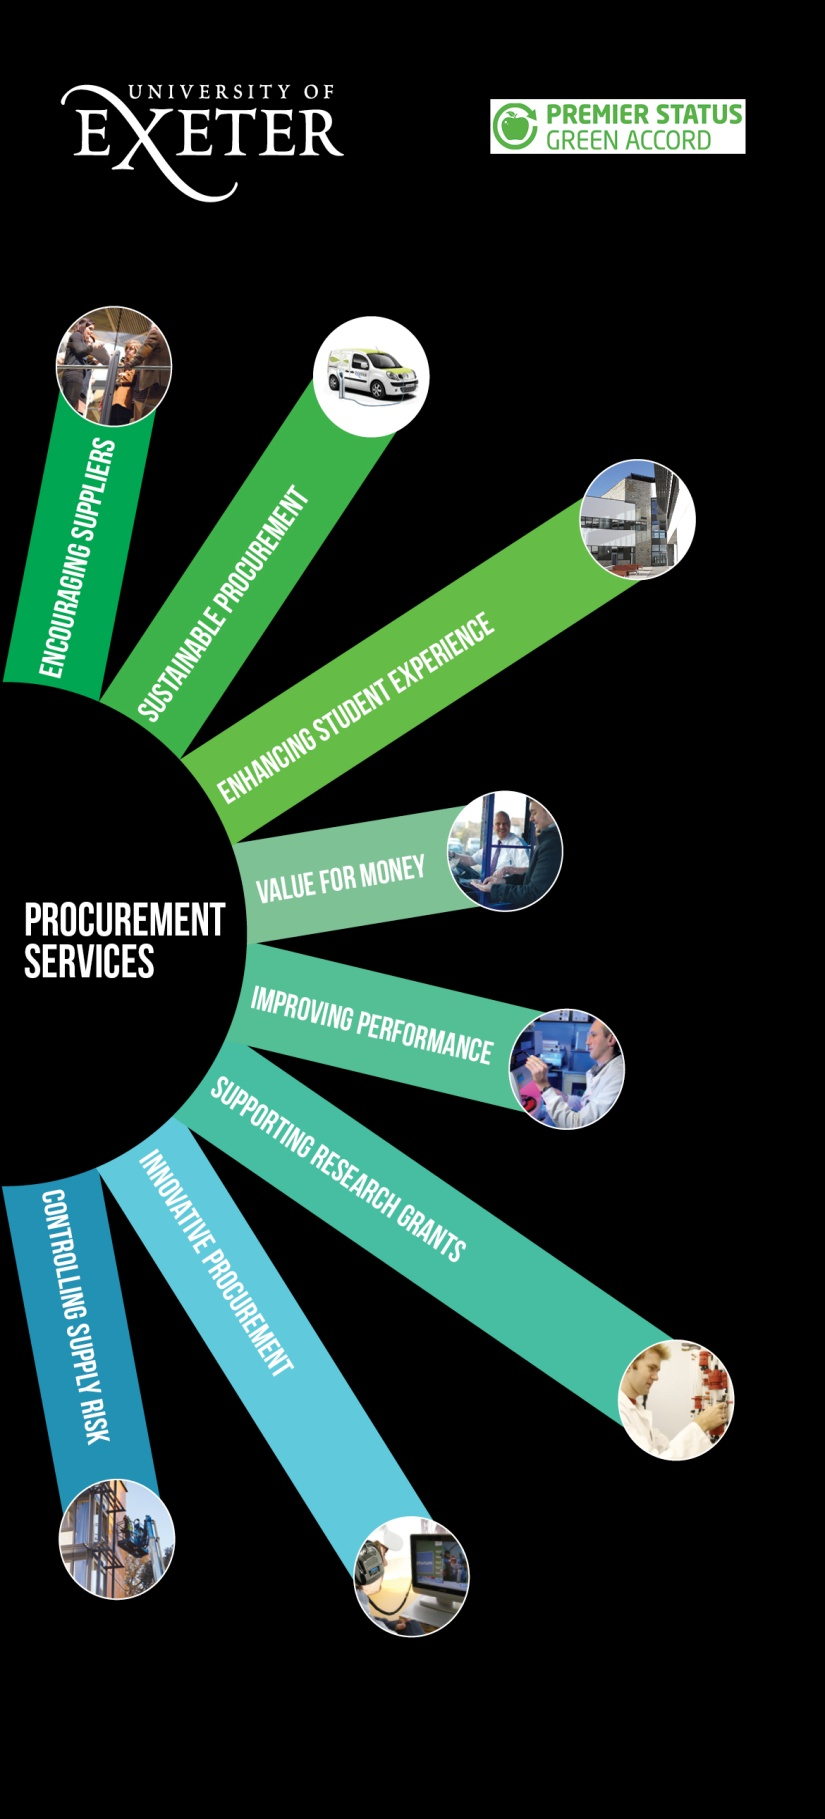 UNIVERSITY OF
EXETER
PREMIER STATUS
GREEN ACCORD
ENCOURAGING SUPPLIERS
SUSTAINABLE PROCUREMENT
ENHANCING STUDENT EXPERIENCE
VALUE FOR MONEY
PROCUREMENT
SERVICES
IMPROVING PERFORMANCE
SUPPORTING RESEARCH GRANTS
INNOVATIVE PROCUREMENT
CONTROLLING SUPPLY RISK